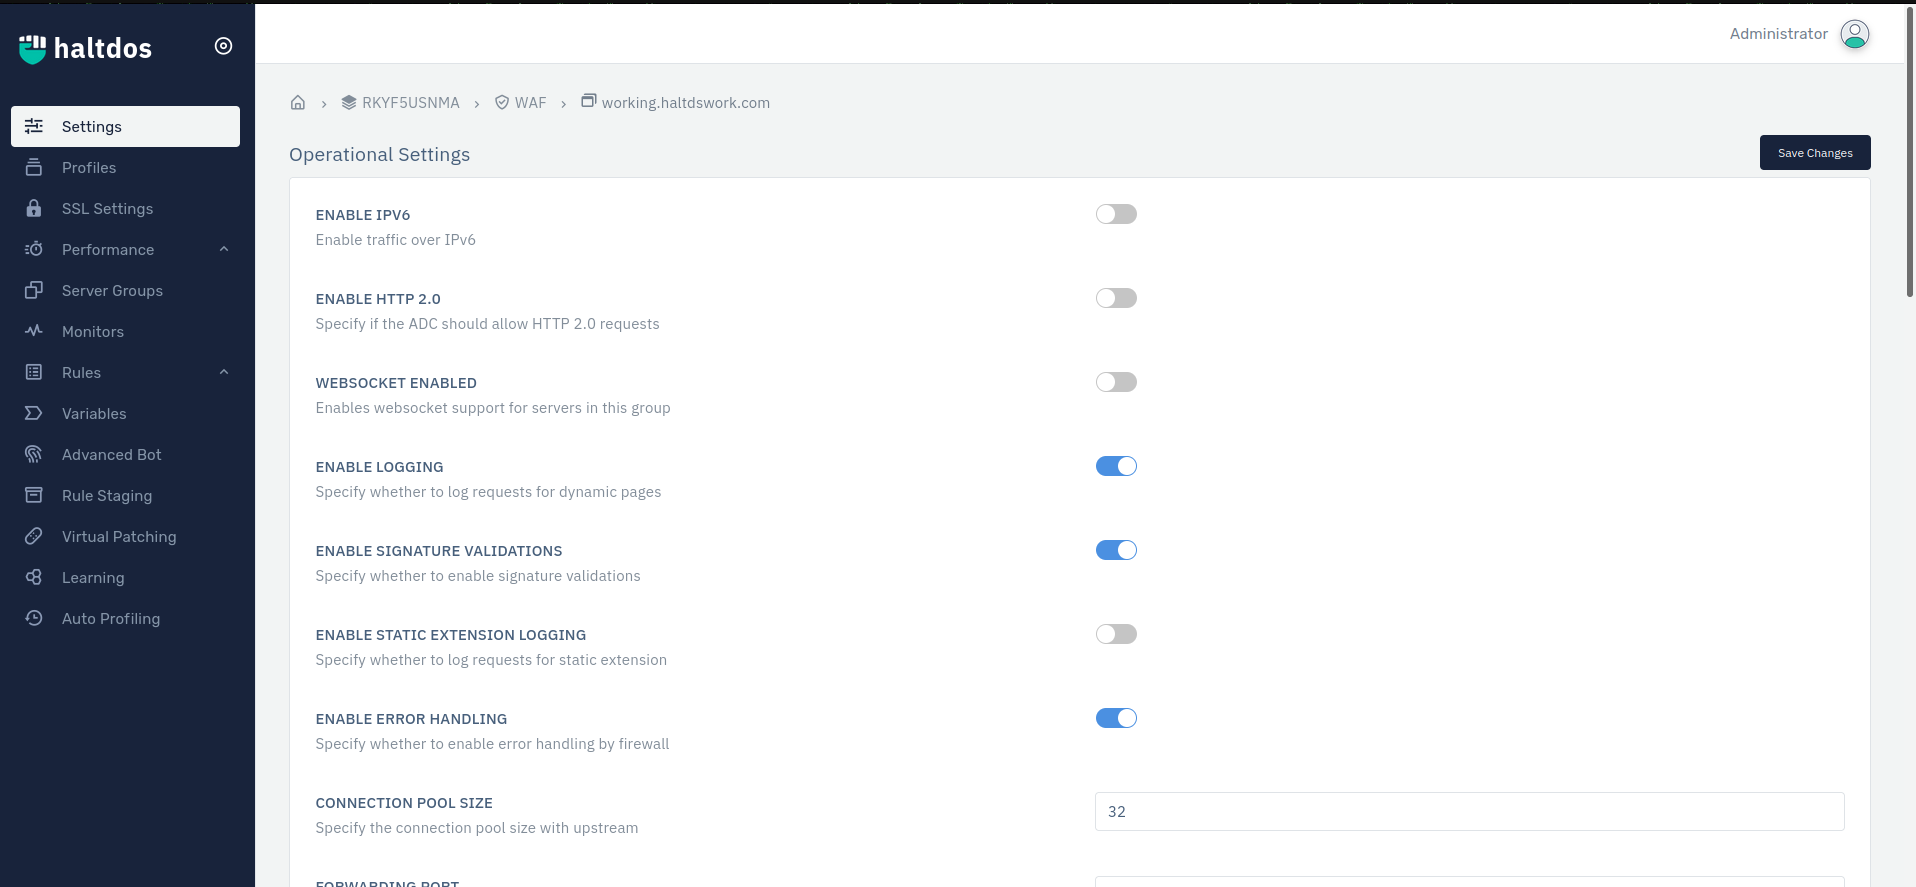 haltdos
Administrator
Settings
Profiles
SSL Settings
Performance
Server Groups
Monitors
Rules
Variables
Advanced Bot
Rule Staging
Virtual Patching
Learning
Auto Profiling
RKYF5USNMA > WAF > working.haltdswork.com
Operational Settings
Save Changes
ENABLE IPV6
Enable traffic over IPv6
ENABLE HTTP 2.0
Specify if the ADC should allow HTTP 2.0 requests
WEBSOCKET ENABLED
Enables websocket support for servers in this group
ENABLE LOGGING
Specify whether to log requests for dynamic pages
ENABLE SIGNATURE VALIDATIONS
Specify whether to enable signature validations
ENABLE STATIC EXTENSION LOGGING
Specify whether to log requests for static extension
ENABLE ERROR HANDLING
Specify whether to enable error handling by firewall
CONNECTION POOL SIZE
32
Specify the connection pool size with upstream
FORWARDING PORT